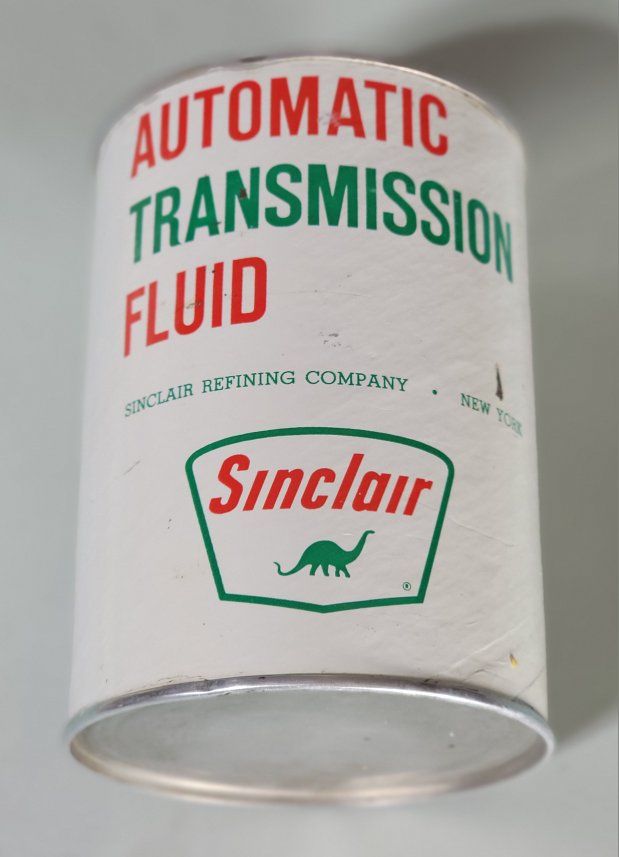 AUTOMATIC
TRANSMISSION
FLUID
SINCLAIR REFINING COMPANY • NEW YORK
Sinclair
®